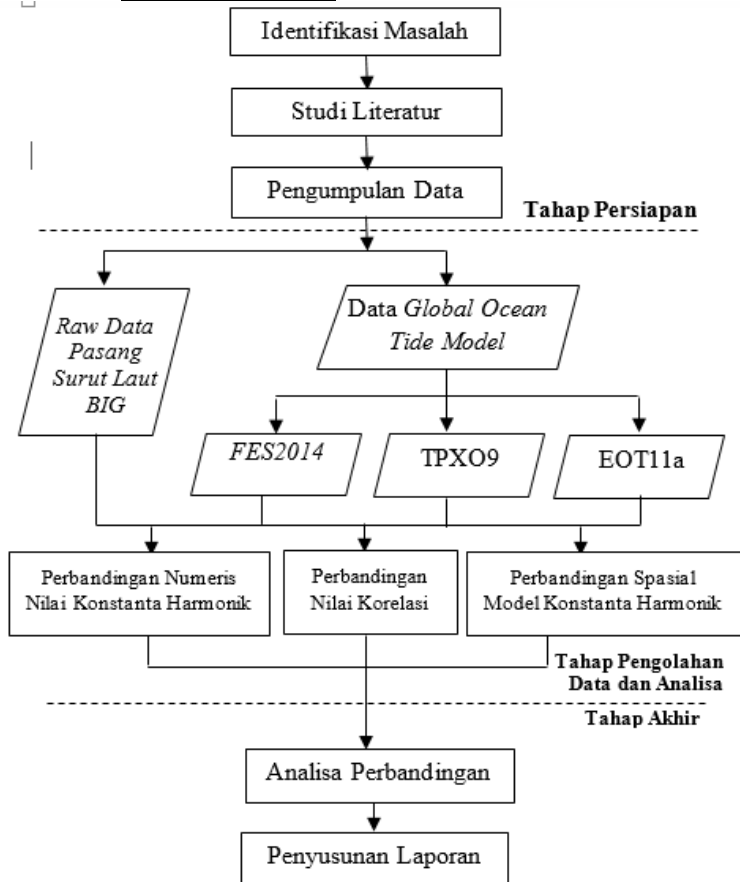 Identifikasi Masalah
Studi Literatur
Pengumpulan Data
Tahap Persiapan
Raw Data
Pasang
Surut Laut
BIG
Data Global Ocean
Tide Model
FES2014
TPXO9
EOT11a
Perbandingan Numeris
Nilai Konstanta Harmonik
Perbandingan
Nilai Korelasi
Perbandingan Spasial
Model Konstanta Harmonik
Tahap Pengolahan
Data dan Analisa
Tahap Akhir
Analisa Perbandingan
Penyusunan Laporan